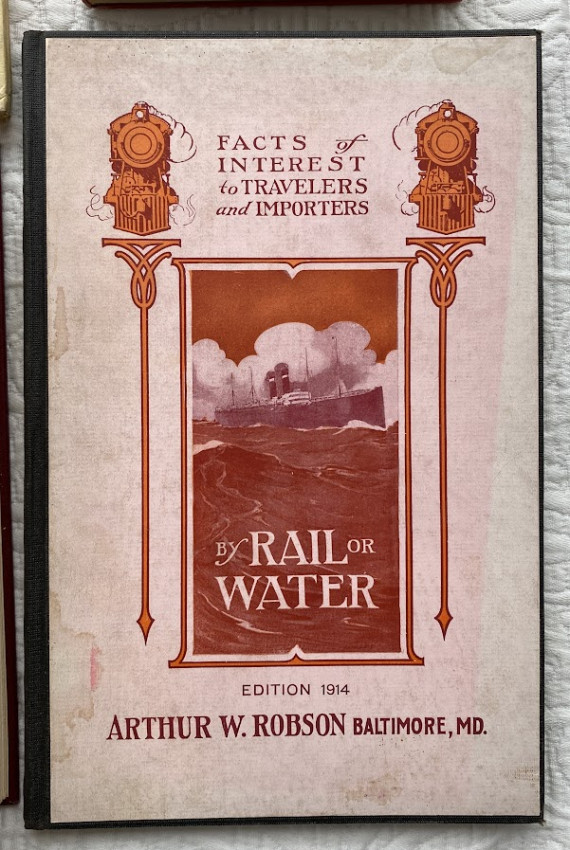 FACTS of
INTEREST
to TRAVELERS
and IMPORTERS
BY RAIL OR
WATER
EDITION 1914
ARTHUR W. ROBSON BALTIMORE, MD.